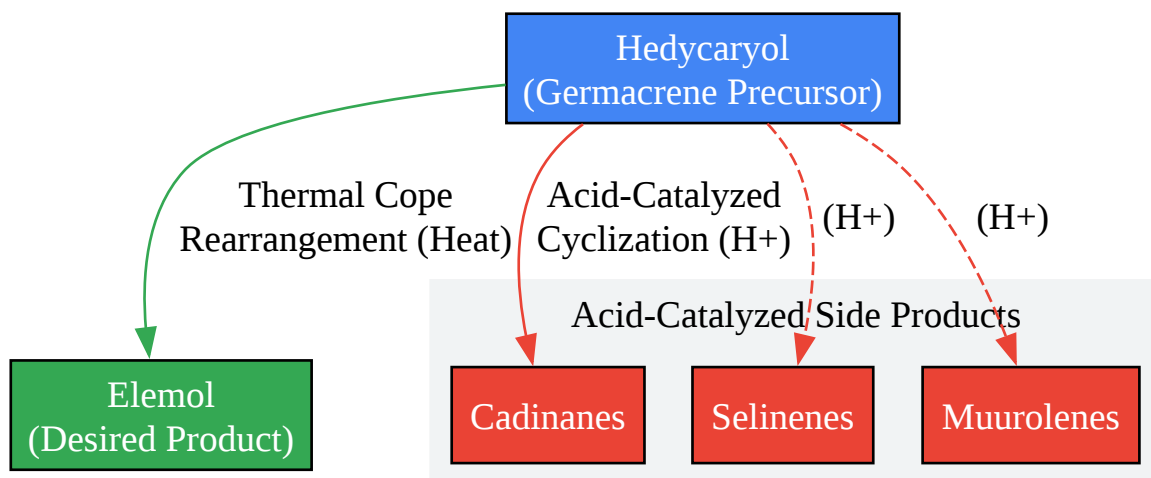 Hedycaryol
(Germacrene Precursor)
Thermal Cope
Rearrangement (Heat)
Acid-Catalyzed
Cyclization (H+)
(H+)
(H+)
Acid-Catalyzed Side Products
Elemol
(Desired Product)
Cadinanes
Selinenes
Muurolenes